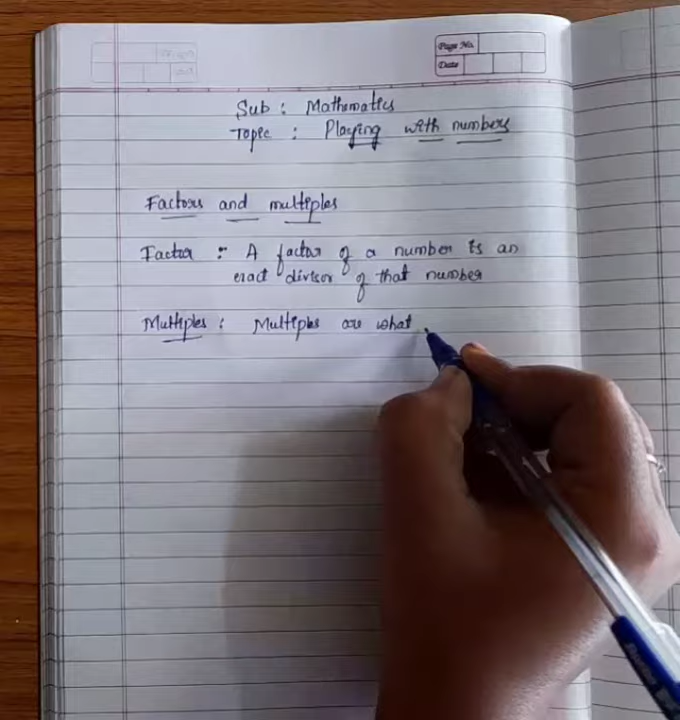 Page No.
Date
Sub : Mathematics
Topic : Playing with numbers
Factors and multiples
Factor : A factor of a number is an
exact divisor of that number
Multiples : Multiples are what